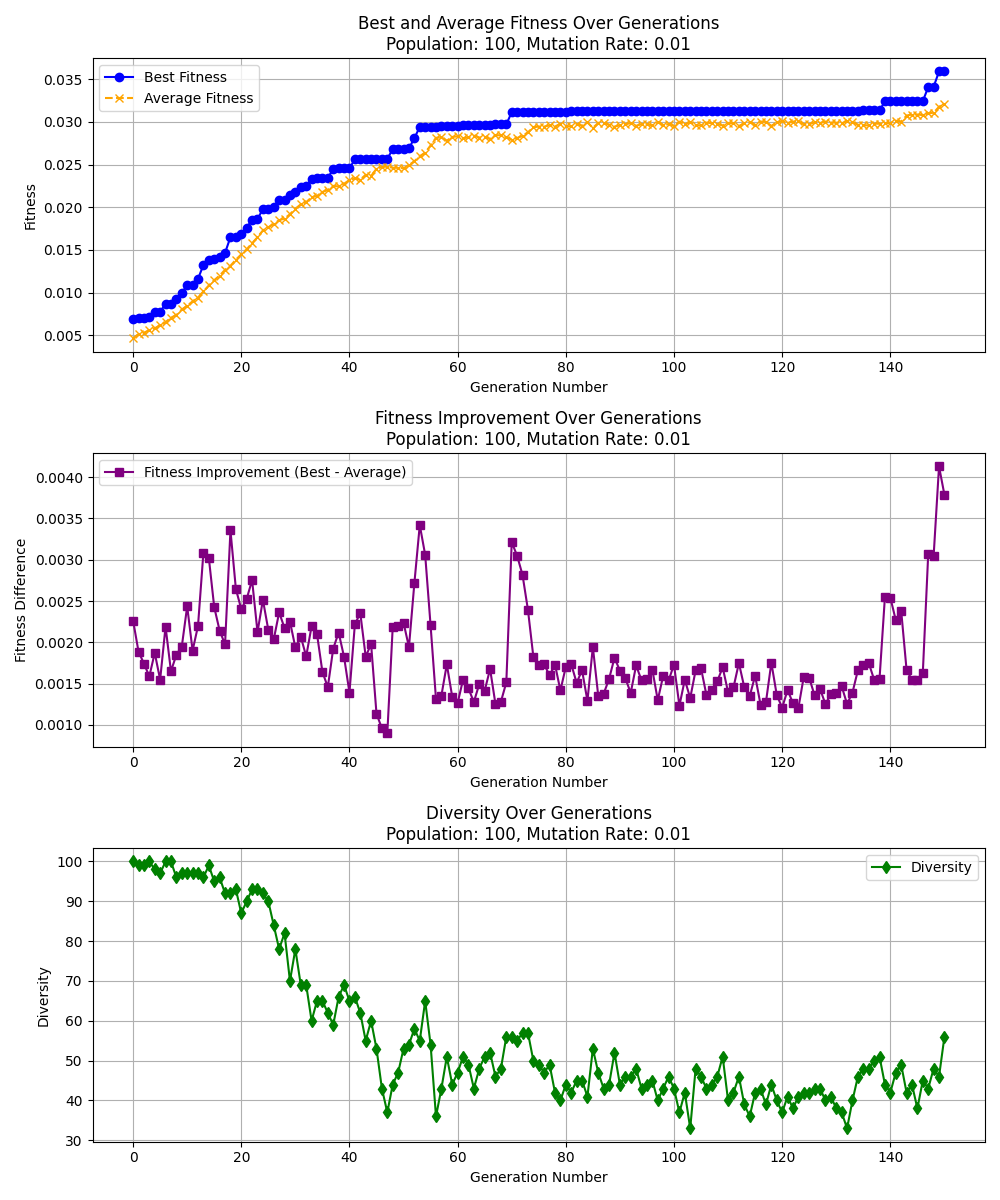 Best and Average Fitness Over Generations
Population: 100, Mutation Rate: 0.01
Best Fitness
Average Fitness
0.035
0.030
0.025
0.020
0.015
0.010
0.005
Fitness
0 20 40 60 80 100 120 140
Generation Number
Fitness Improvement Over Generations
Population: 100, Mutation Rate: 0.01
Fitness Improvement (Best - Average)
0.0040
0.0035
0.0030
0.0025
0.0020
0.0015
0.0010
Fitness Difference
0 20 40 60 80 100 120 140
Generation Number
Diversity Over Generations
Population: 100, Mutation Rate: 0.01
Diversity
100
90
80
70
60
50
40
30
Diversity
0 20 40 60 80 100 120 140
Generation Number